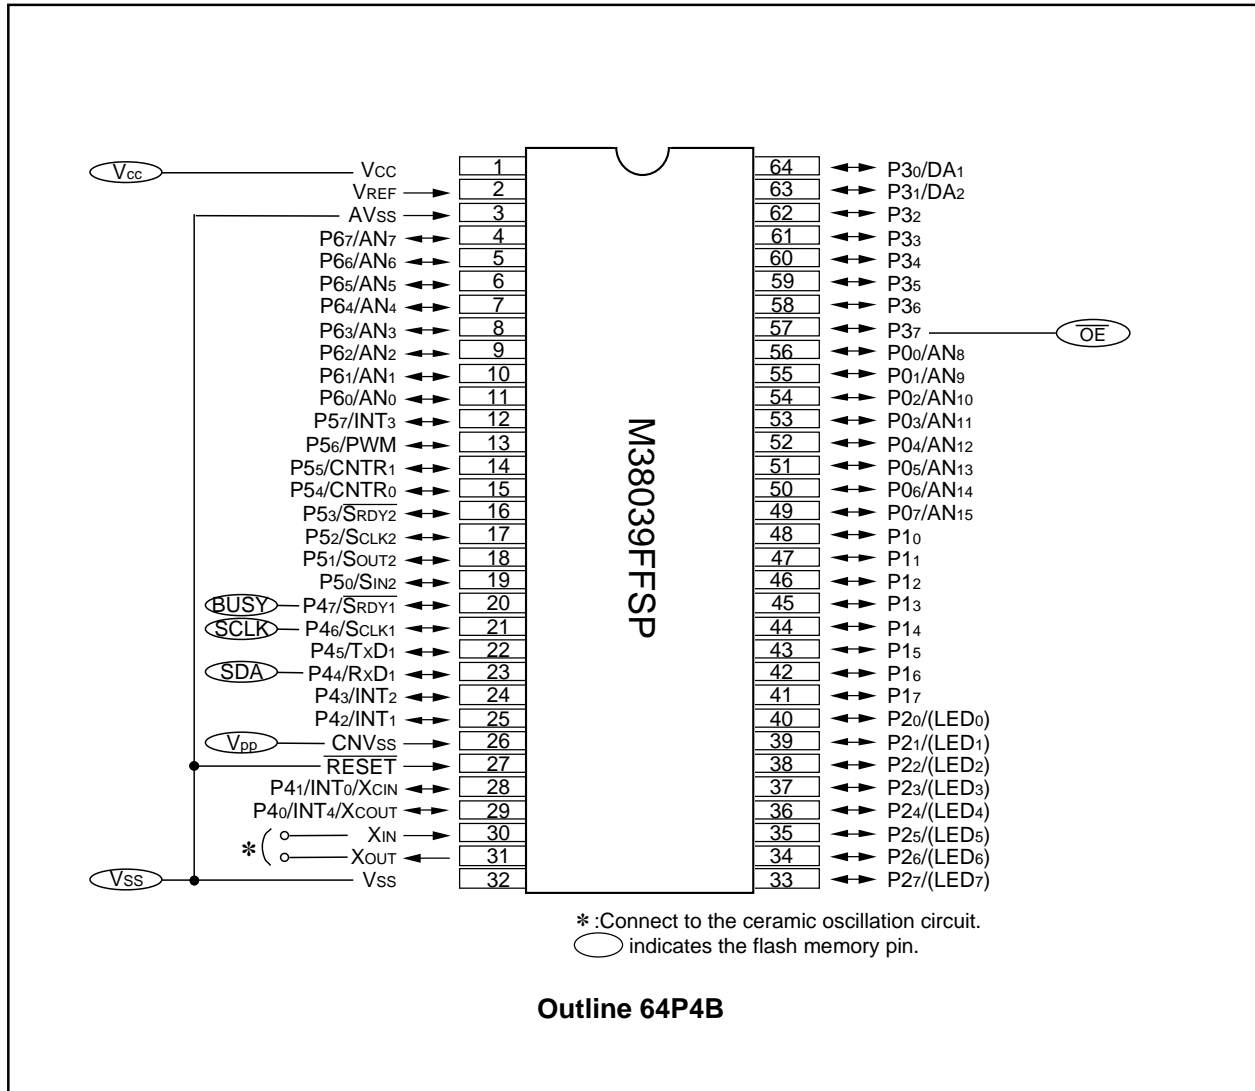 Vcc VCC 1 64 P30/DA1
VREF 2 63 P31/DA2
AVSS 3 62 P32
P67/AN7 4 61 P33
P66/AN6 5 60 P34
P65/AN5 6 59 P35
P64/AN4 7 58 P36
P63/AN3 8 57 P37 OE
P62/AN2 9 56 P00/AN8
P61/AN1 10 55 P01/AN9
P60/AN0 11 54 P02/AN10
P57/INT3 12 53 P03/AN11
P56/PWM 13 52 P04/AN12
P55/CNTR1 14 51 P05/AN13
P54/CNTR0 15 50 P06/AN14
P53/SRDY2 16 49 P07/AN15
P52/SCLK2 17 48 P10
P51/SOUT2 18 47 P11
P50/SIN2 19 46 P12
BUSY P47/SRDY1 20 45 P13
SCLK P46/SCLK1 21 44 P14
P45/TXD1 22 43 P15
SDA P44/RXD1 23 42 P16
P43/INT2 24 41 P17
P42/INT1 25 40 P20/(LED0)
Vpp CNVSS 26 39 P21/(LED1)
RESET 27 38 P22/(LED2)
P41/INT0/XCIN 28 37 P23/(LED3)
P40/INT4/XCOUT 29 36 P24/(LED4)
* XIN 30 35 P25/(LED5)
XOUT 31 34 P26/(LED6)
Vss VSS 32 33 P27/(LED7)
M38039FFSP
* :Connect to the ceramic oscillation circuit.
indicates the flash memory pin.
Outline 64P4B